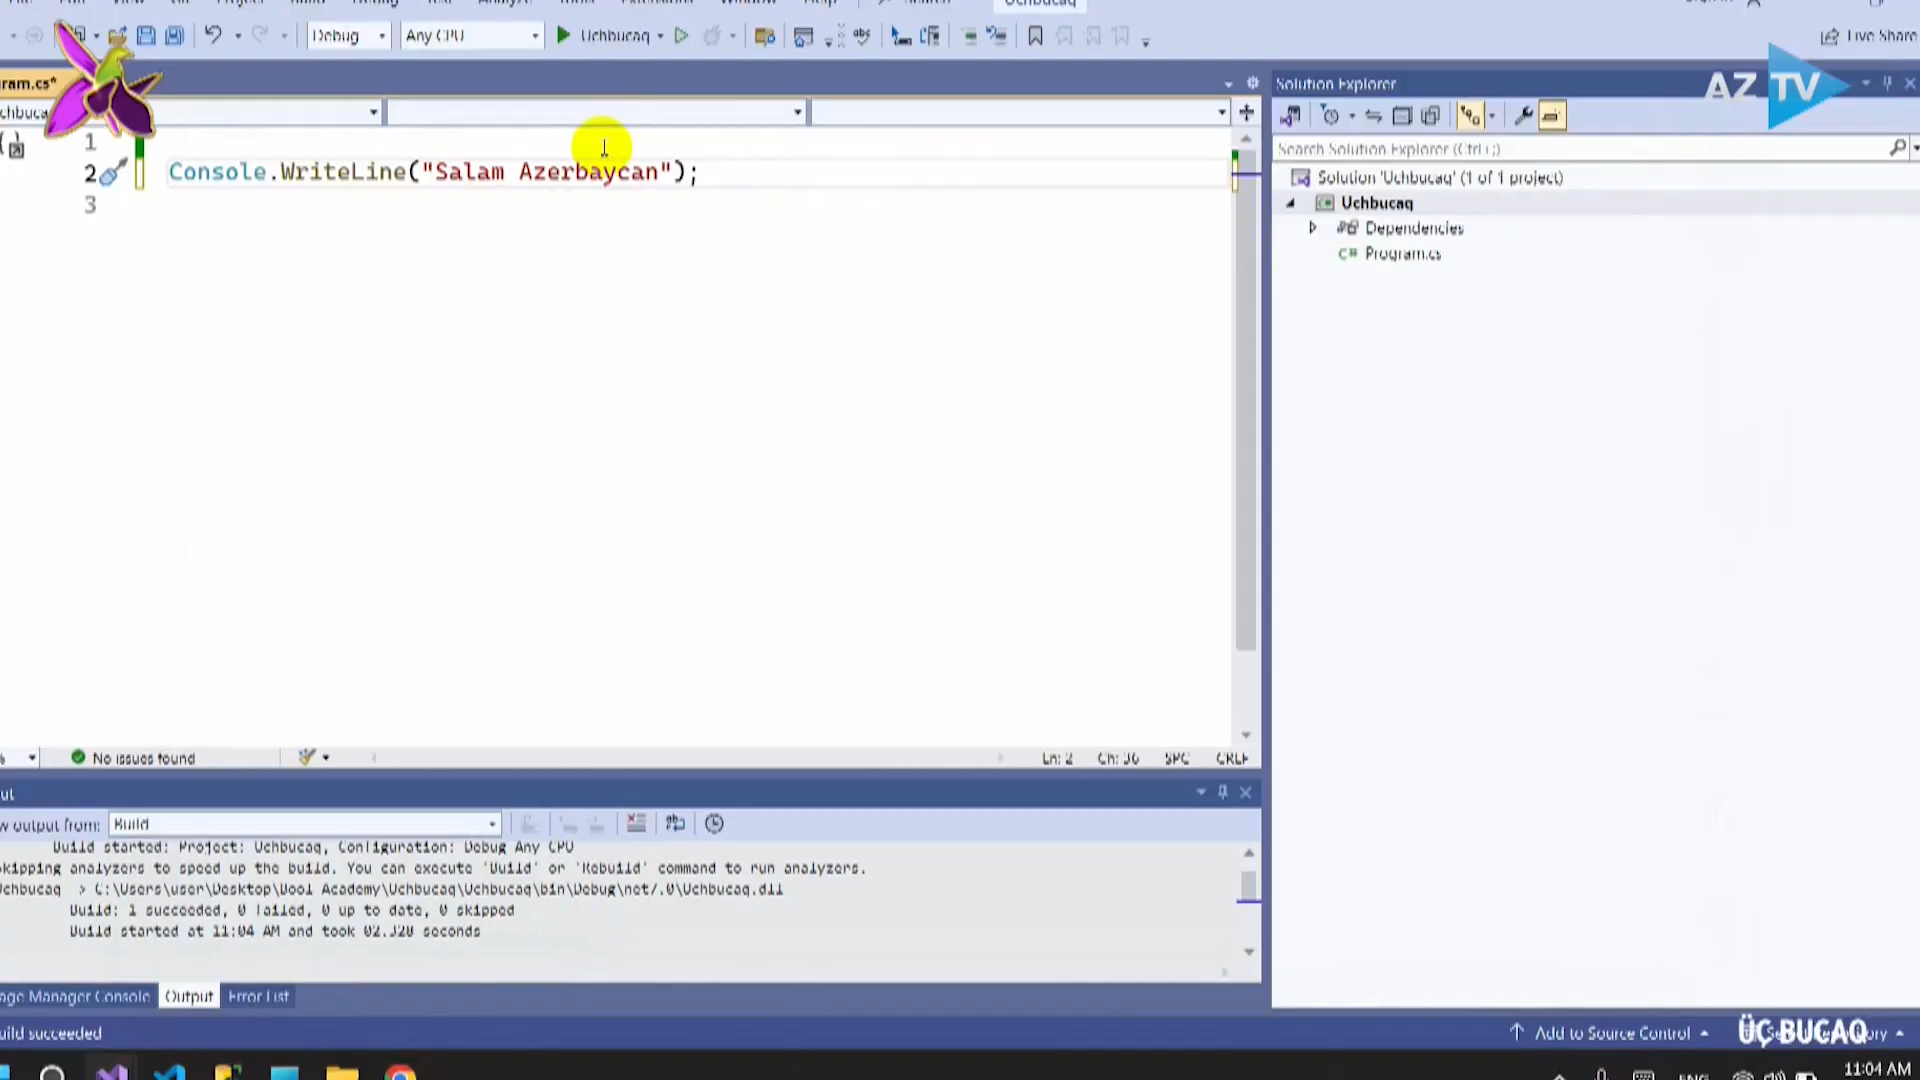 Debug
Any CPU
Uchbucaq
Live Share
ram.cs*
Solution Explorer
AZ TV
1
Search Solution Explorer (Ctrl+;)
2 Console.WriteLine("Salam Azerbaycan");
Solution 'Uchbucaq' (1 of 1 project)
3
Uchbucaq
Dependencies
C# Program.cs
No issues found
Ln: 2 Ch: 36 SPC CRLF
w output from: Build
Build started: Project: Uchbucaq, Configuration: Debug Any CPU
kipping analyzers to speed up the build. You can execute 'Build' or 'Rebuild' command to run analyzers.
chbucaq > C:\Users\user\Desktop\Bool Academy\Uchbucaq\Uchbucaq\bin\Debug\net7.0\Uchbucaq.dll
Build: 1 succeeded, 0 failed, 0 up to date, 0 skipped
Build started at 11:04 AM and took 02.320 seconds
age Manager Console Output Error List
uild succeeded
Add to Source Control
ÜÇ BUCAQ
11:04 AM
ENG